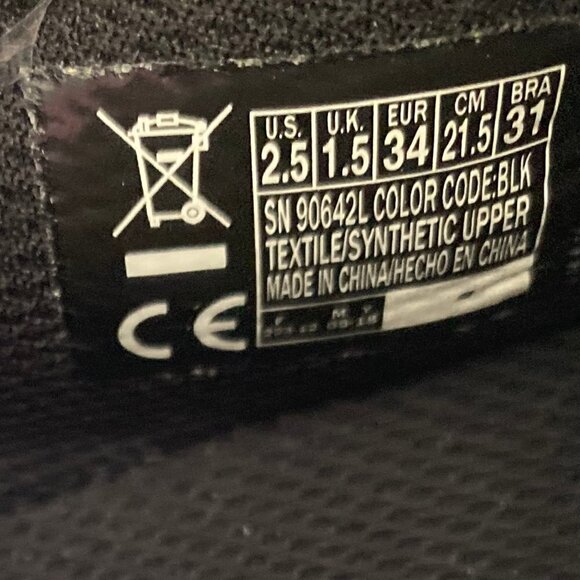 U.S. U.K. EUR CM BRA
2.5 1.5 34 21.5 31
SN 90642L COLOR CODE:BLK
TEXTILE/SYNTHETIC UPPER
MADE IN CHINA/HECHO EN CHINA
F M Y
CE